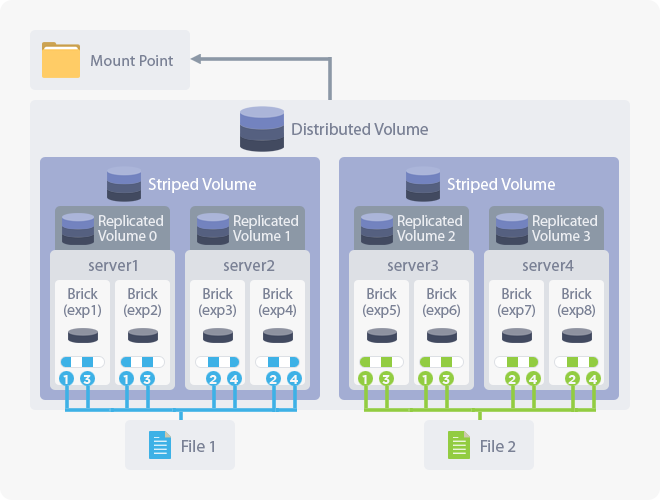 Mount Point
Distributed Volume
Striped Volume
Striped Volume
Replicated
Volume 0
Replicated
Volume 1
Replicated
Volume 2
Replicated
Volume 3
server1
server2
server3
server4
Brick
(exp1)
Brick
(exp2)
Brick
(exp3)
Brick
(exp4)
Brick
(exp5)
Brick
(exp6)
Brick
(exp7)
Brick
(exp8)
1 3
1 3
2 4
2 4
1 3
1 3
2 4
2 4
File 1
File 2